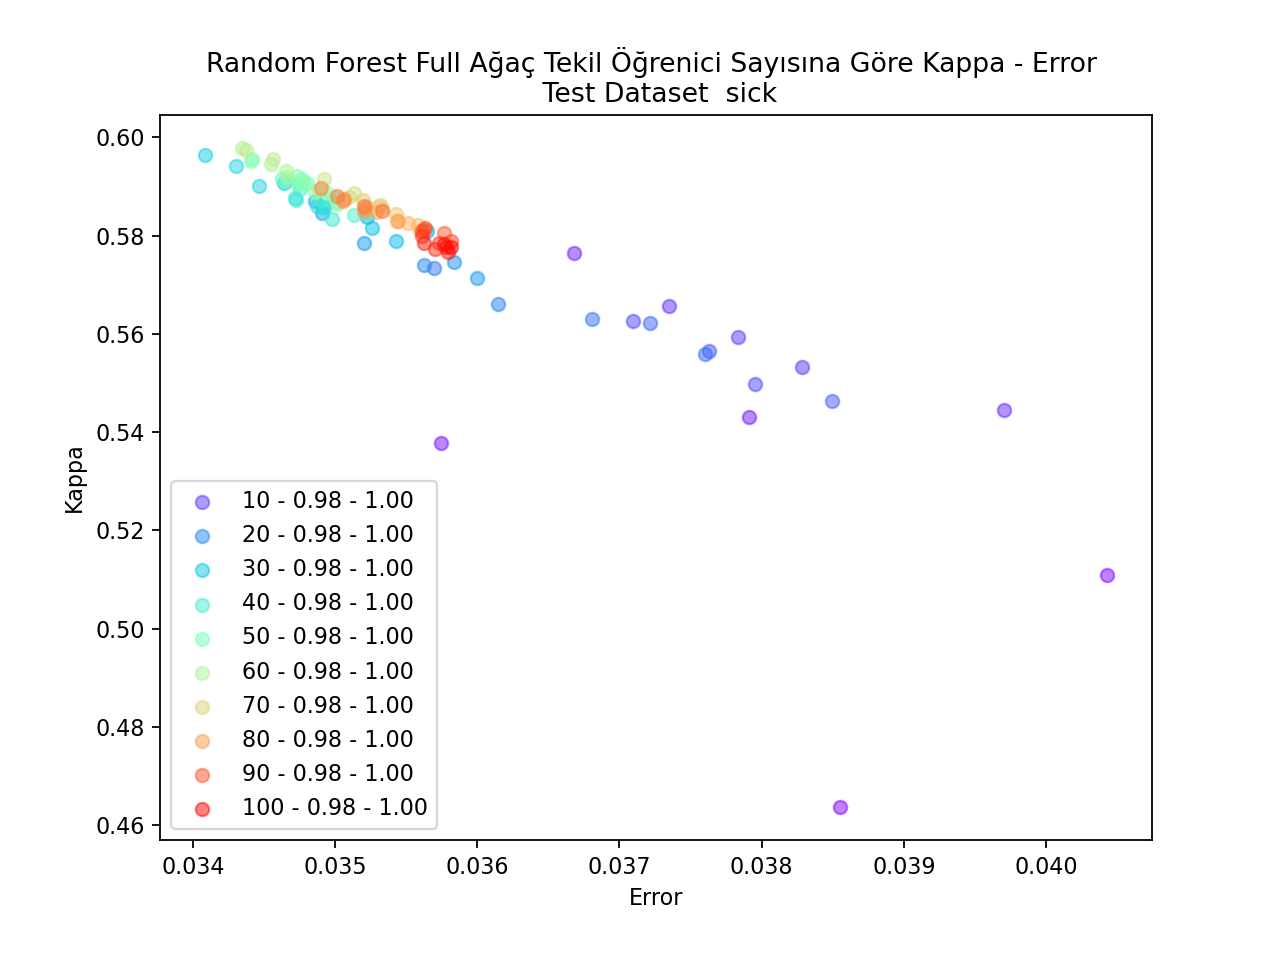 Random Forest Full Ağaç Tekil Öğrenici Sayısına Göre Kappa - Error
Test Dataset  sick
0.60
0.58
0.56
0.54
0.52
0.50
0.48
0.46
Kappa
10 - 0.98 - 1.00
20 - 0.98 - 1.00
30 - 0.98 - 1.00
40 - 0.98 - 1.00
50 - 0.98 - 1.00
60 - 0.98 - 1.00
70 - 0.98 - 1.00
80 - 0.98 - 1.00
90 - 0.98 - 1.00
100 - 0.98 - 1.00
0.034 0.035 0.036 0.037 0.038 0.039 0.040
Error